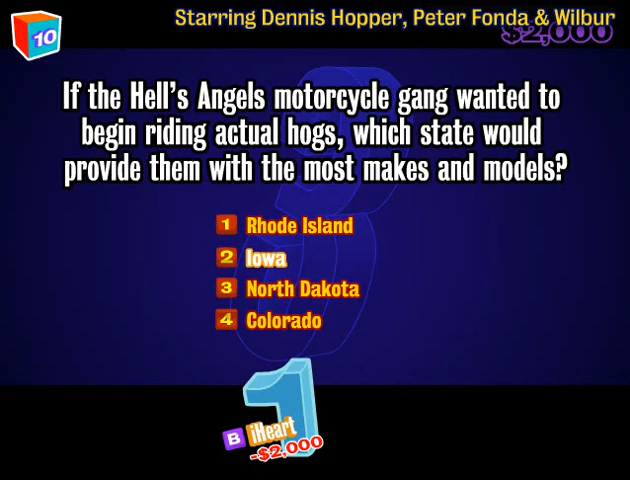 10
Starring Dennis Hopper, Peter Fonda & Wilbur
$2,000
If the Hell's Angels motorcycle gang wanted to
begin riding actual hogs, which state would
provide them with the most makes and models?
1 Rhode Island
2 Iowa
3 North Dakota
4 Colorado
1
B iHeart
-$2,000